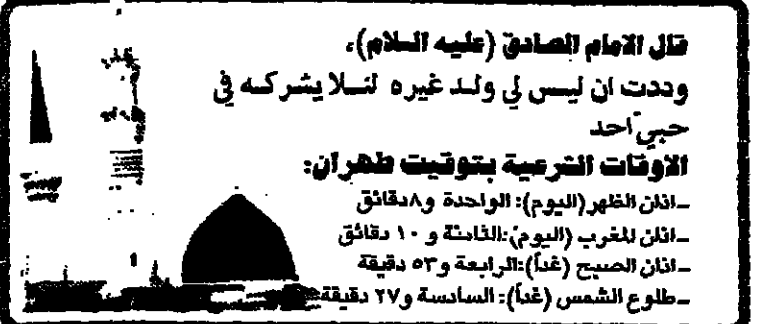 قال الامام الصادق (عليه السلام):
وددت ان ليس لي ولد غيره لئلا يشركه في
حبي احد
الاوقات الشرعية بتوقيت طهران:
ـ اذان الظهر (اليوم): الواحدة و٨ دقائق
ـ اذان المغرب (اليوم): الثامنة و ١٠ دقائق
ـ اذان الصبح (غداً): الرابعة و٥٣ دقيقة
ـ طلوع الشمس (غداً): السادسة و٢٧ دقيقة